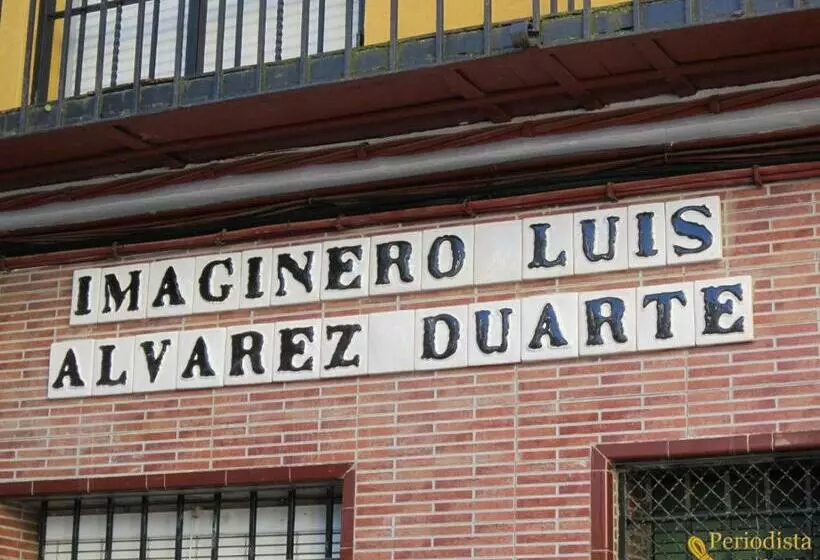 IMAGINERO LUIS
ALVAREZ DUARTE
Periodista